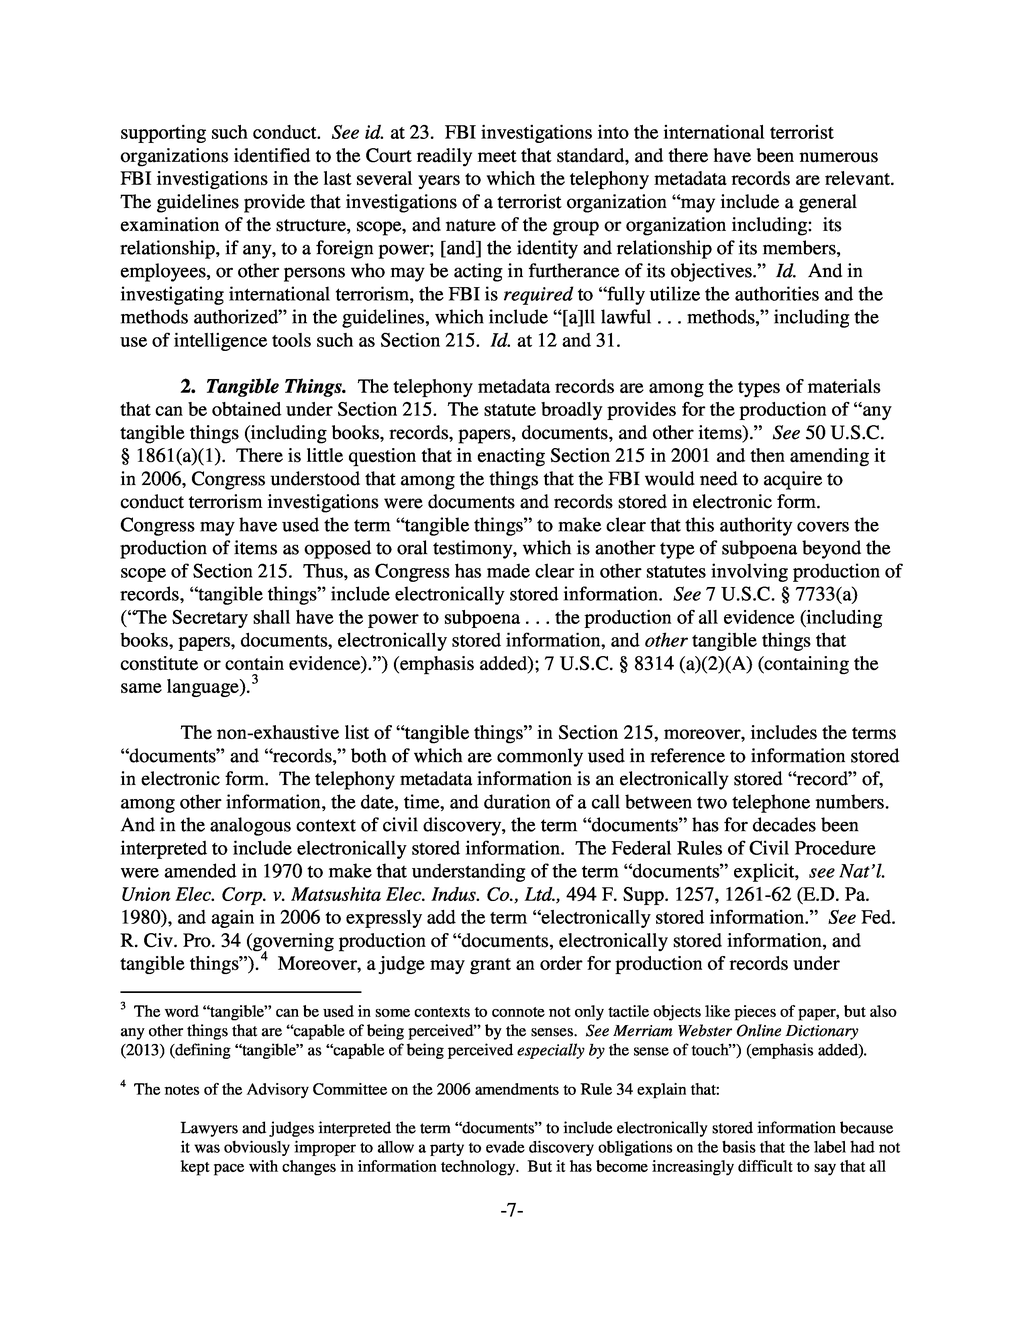 supporting such conduct. See id. at 23. FBI investigations into the international terrorist
organizations identified to the Court readily meet that standard, and there have been numerous
FBI investigations in the last several years to which the telephony metadata records are relevant.
The guidelines provide that investigations of a terrorist organization “may include a general
examination of the structure, scope, and nature of the group or organization including: its
relationship, if any, to a foreign power; [and] the identity and relationship of its members,
employees, or other persons who may be acting in furtherance of its objectives.” Id. And in
investigating international terrorism, the FBI is required to “fully utilize the authorities and the
methods authorized” in the guidelines, which include “[a]ll lawful . . . methods,” including the
use of intelligence tools such as Section 215. Id. at 12 and 31.
2. Tangible Things. The telephony metadata records are among the types of materials
that can be obtained under Section 215. The statute broadly provides for the production of “any
tangible things (including books, records, papers, documents, and other items).” See 50 U.S.C.
§ 1861(a)(1). There is little question that in enacting Section 215 in 2001 and then amending it
in 2006, Congress understood that among the things that the FBI would need to acquire to
conduct terrorism investigations were documents and records stored in electronic form.
Congress may have used the term “tangible things” to make clear that this authority covers the
production of items as opposed to oral testimony, which is another type of subpoena beyond the
scope of Section 215. Thus, as Congress has made clear in other statutes involving production of
records, “tangible things” include electronically stored information. See 7 U.S.C. § 7733(a)
(“The Secretary shall have the power to subpoena . . . the production of all evidence (including
books, papers, documents, electronically stored information, and other tangible things that
constitute or contain evidence).”) (emphasis added); 7 U.S.C. § 8314 (a)(2)(A) (containing the
same language).3
The non-exhaustive list of “tangible things” in Section 215, moreover, includes the terms
“documents” and “records,” both of which are commonly used in reference to information stored
in electronic form. The telephony metadata information is an electronically stored “record” of,
among other information, the date, time, and duration of a call between two telephone numbers.
And in the analogous context of civil discovery, the term “documents” has for decades been
interpreted to include electronically stored information. The Federal Rules of Civil Procedure
were amended in 1970 to make that understanding of the term “documents” explicit, see Nat’l.
Union Elec. Corp. v. Matsushita Elec. Indus. Co., Ltd., 494 F. Supp. 1257, 1261-62 (E.D. Pa.
1980), and again in 2006 to expressly add the term “electronically stored information.” See Fed.
R. Civ. Pro. 34 (governing production of “documents, electronically stored information, and
tangible things”).4 Moreover, a judge may grant an order for production of records under
3 The word “tangible” can be used in some contexts to connote not only tactile objects like pieces of paper, but also
any other things that are “capable of being perceived” by the senses. See Merriam Webster Online Dictionary
(2013) (defining “tangible” as “capable of being perceived especially by the sense of touch”) (emphasis added).
4 The notes of the Advisory Committee on the 2006 amendments to Rule 34 explain that:
Lawyers and judges interpreted the term “documents” to include electronically stored information because
it was obviously improper to allow a party to evade discovery obligations on the basis that the label had not
kept pace with changes in information technology. But it has become increasingly difficult to say that all
-7-